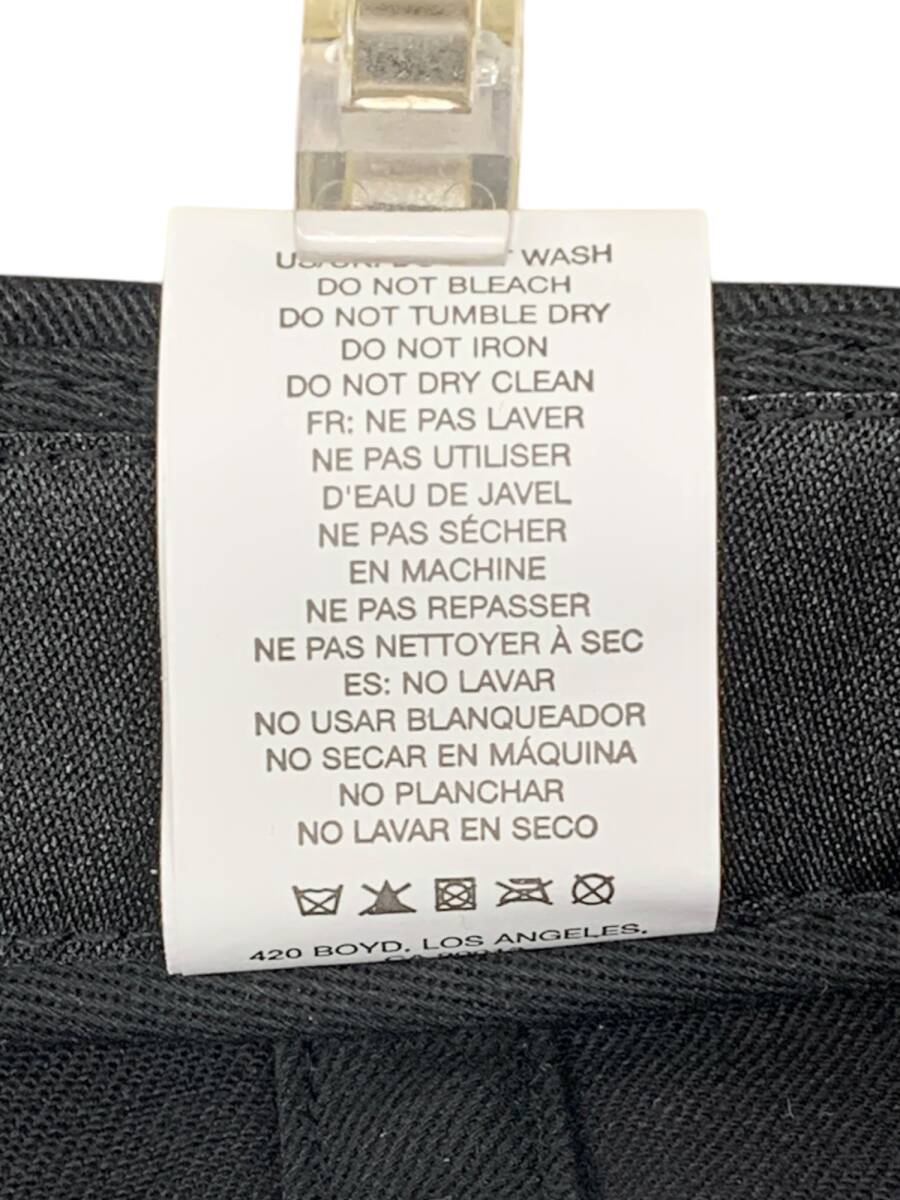 WASH
DO NOT BLEACH
DO NOT TUMBLE DRY
DO NOT IRON
DO NOT DRY CLEAN
FR: NE PAS LAVER
NE PAS UTILISER
D'EAU DE JAVEL
NE PAS SÉCHER
EN MACHINE
NE PAS REPASSER
NE PAS NETTOYER À SEC
ES: NO LAVAR
NO USAR BLANQUEADOR
NO SECAR EN MÁQUINA
NO PLANCHAR
NO LAVAR EN SECO
420 BOYD, LOS ANGELES,